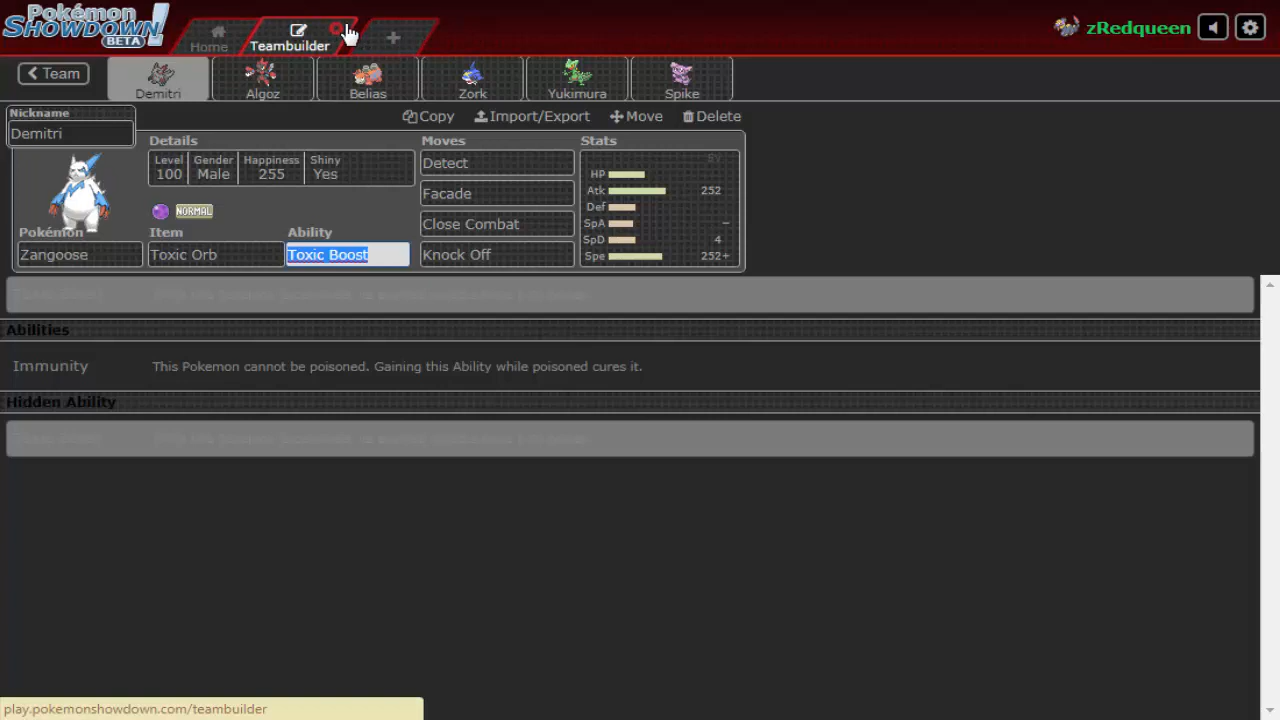 Pokémon
SHOWDOWN!
BETA
Home
Teambuilder
zRedqueen
Team
Demitri
Algoz
Belias
Zork
Yukimura
Spike
Nickname
Demitri
Copy
Import/Export
Move
Delete
Details
Moves
Stats
Level
Gender
Happiness
Shiny
100
Male
255
Yes
NORMAL
Pokémon
Item
Ability
Zangoose
Toxic Orb
Toxic Boost
Detect
Facade
Close Combat
Knock Off
EV
HP
Atk 252
Def
SpA –
SpD 4
Spe 252+
Abilities
Immunity This Pokemon cannot be poisoned. Gaining this Ability while poisoned cures it.
Hidden Ability
play.pokemonshowdown.com/teambuilder